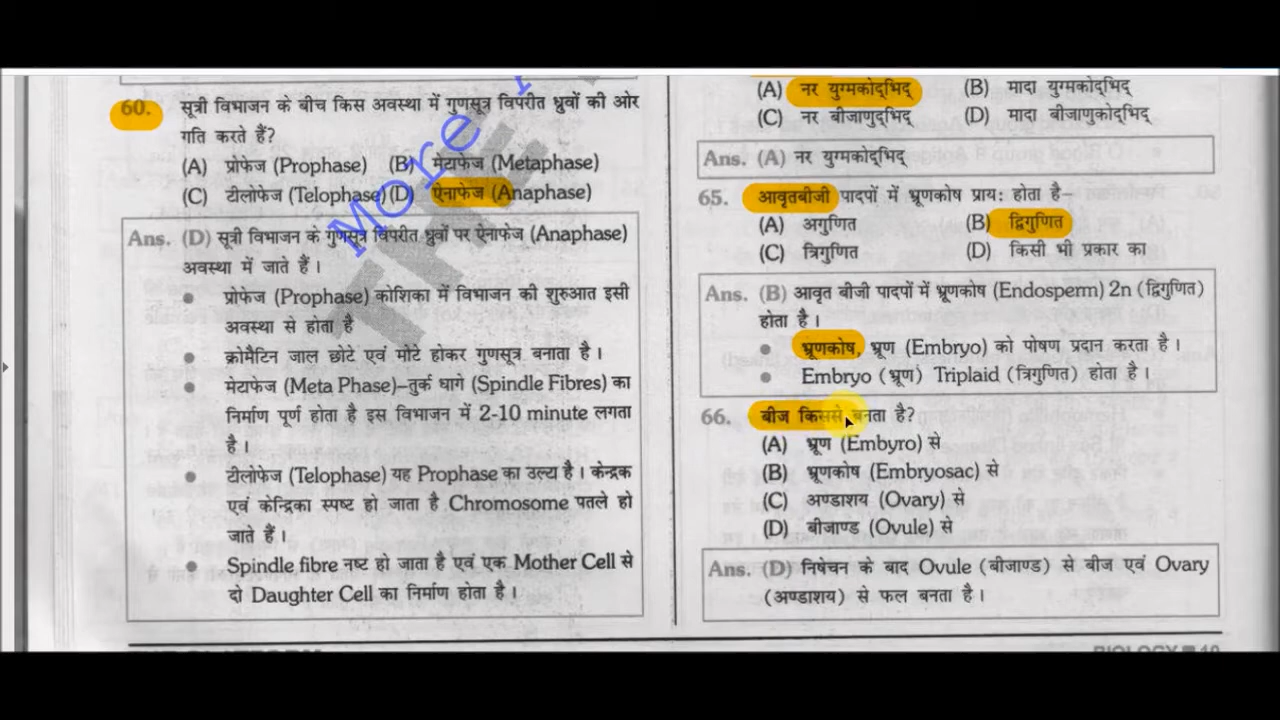 60. सूत्री विभाजन के बीच किस अवस्था में गुणसूत्र विपरीत ध्रुवों की ओर
गति करते हैं?
(A) प्रोफेज (Prophase) (B) मेटाफेज (Metaphase)
(C) टीलोफेज (Telophase) (D) ऐनाफेज (Anaphase)
Ans. (D) सूत्री विभाजन के गुणसूत्र विपरीत ध्रुवों पर ऐनाफेज (Anaphase)
अवस्था में जाते हैं।
● प्रोफेज (Prophase) कोशिका में विभाजन की शुरुआत इसी
अवस्था से होता है
● क्रोमैटिन जाल छोटे एवं मोटे होकर गुणसूत्र बनाता है।
● मेटाफेज (Meta Phase)–तुर्क धागे (Spindle Fibres) का
निर्माण पूर्ण होता है इस विभाजन में 2-10 minute लगता
है।
● टीलोफेज (Telophase) यह Prophase का उल्टा है। केन्द्रक
एवं केन्द्रिका स्पष्ट हो जाता है Chromosome पतले हो
जाते हैं।
● Spindle fibre नष्ट हो जाता है एवं एक Mother Cell से
दो Daughter Cell का निर्माण होता है।
More
THE
(A) नर युग्मकोद्भिद् (B) मादा युग्मकोद्भिद्
(C) नर बीजाणुद्भिद् (D) मादा बीजाणुकोद्भिद्
Ans. (A) नर युग्मकोद्भिद्
65. आवृतबीजी पादपों में भ्रूणकोष प्राय: होता है–
(A) अगुणित (B) द्विगुणित
(C) त्रिगुणित (D) किसी भी प्रकार का
Ans. (B) आवृत बीजी पादपों में भ्रूणकोष (Endosperm) 2n (द्विगुणित)
होता है।
● भ्रूणकोष, भ्रूण (Embryo) को पोषण प्रदान करता है।
● Embryo (भ्रूण) Triplaid (त्रिगुणित) होता है।
66. बीज किससे बनता है?
(A) भ्रूण (Embyro) से
(B) भ्रूणकोष (Embryosac) से
(C) अण्डाशय (Ovary) से
(D) बीजाण्ड (Ovule) से
Ans. (D) निषेचन के बाद Ovule (बीजाण्ड) से बीज एवं Ovary
(अण्डाशय) से फल बनता है।
BIOLOGY ■ 10